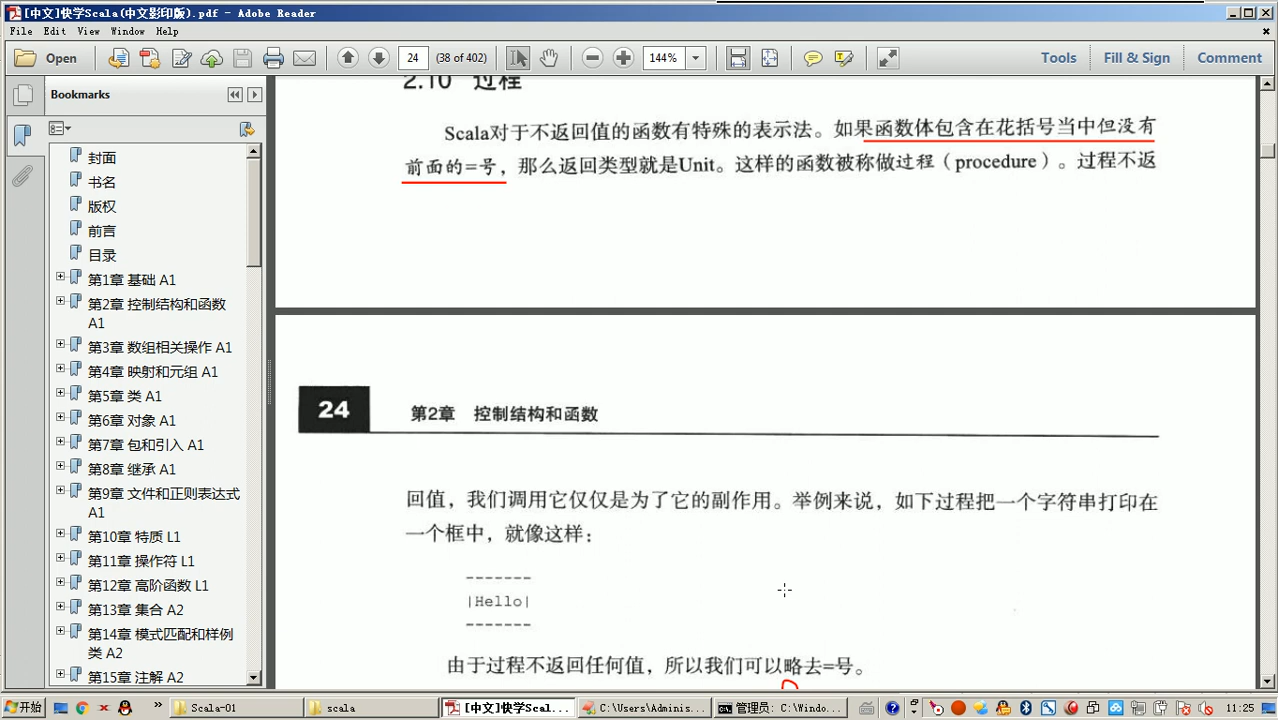 [中文]快学Scala(中文影印版).pdf - Adobe Reader
File Edit View Window Help
Open 24 (38 of 402) 144% Tools Fill & Sign Comment
Bookmarks
封面
书名
版权
前言
目录
第1章 基础 A1
第2章 控制结构和函数
A1
第3章 数组相关操作 A1
第4章 映射和元组 A1
第5章 类 A1
第6章 对象 A1
第7章 包和引入 A1
第8章 继承 A1
第9章 文件和正则表达式
A1
第10章 特质 L1
第11章 操作符 L1
第12章 高阶函数 L1
第13章 集合 A2
第14章 模式匹配和样例
类 A2
第15章 注解 A2
2.10 过程
Scala对于不返回值的函数有特殊的表示法。如果函数体包含在花括号当中但没有
前面的=号，那么返回类型就是Unit。这样的函数被称做过程（procedure）。过程不返
24 第2章 控制结构和函数
回值，我们调用它仅仅是为了它的副作用。举例来说，如下过程把一个字符串打印在
一个框中，就像这样：
-------
|Hello|
-------
由于过程不返回任何值，所以我们可以略去=号。
开始 Scala-01 scala [中文]快学Scal... C:\Users\Adminis... 管理员: C:\Windo... 11:25